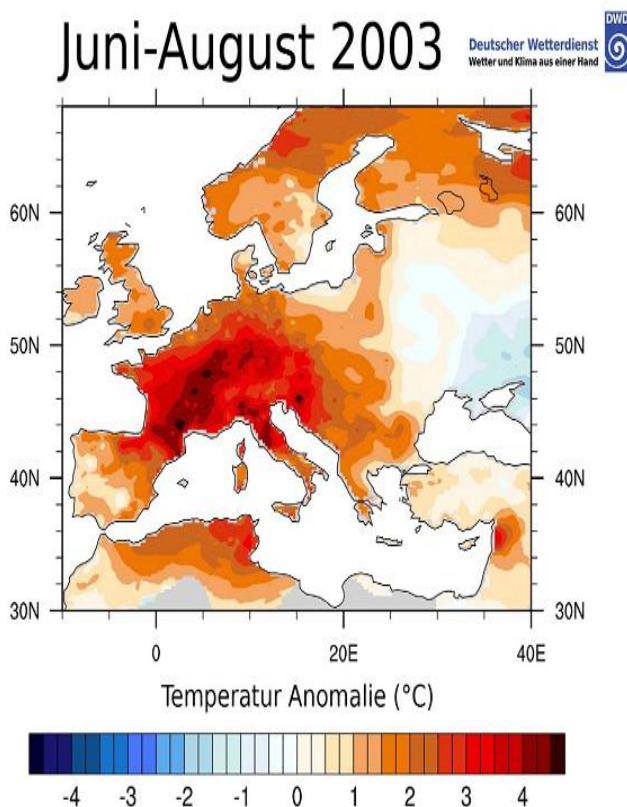 Juni-August 2003
Deutscher Wetterdienst
Wetter und Klima aus einer Hand
DWD
60N 60N
50N 50N
40N 40N
30N 30N
0 20E 40E
Temperatur Anomalie (°C)
-4 -3 -2 -1 0 1 2 3 4